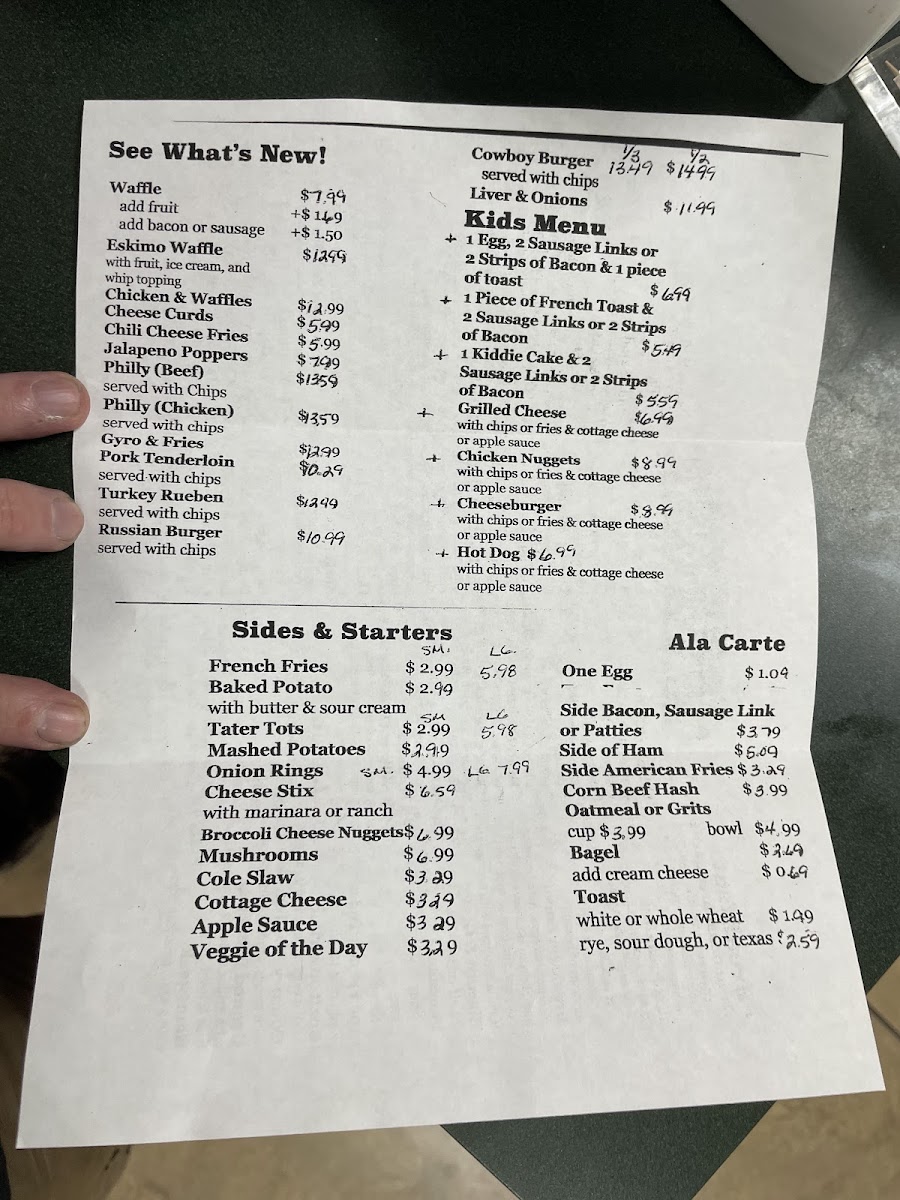 See What's New!
Waffle $7.99
add fruit +$1.69
add bacon or sausage +$1.50
Eskimo Waffle $12.99
with fruit, ice cream, and
whip topping
Chicken & Waffles $12.99
Cheese Curds $5.99
Chili Cheese Fries $5.99
Jalapeno Poppers $7.99
Philly (Beef) $13.59
served with Chips
Philly (Chicken) $13.59
served with chips
Gyro & Fries $12.99
Pork Tenderloin $10.29
served with chips
Turkey Rueben $12.99
served with chips
Russian Burger $10.99
served with chips
1/3 1/2
Cowboy Burger 13.49 $14.99
served with chips
Liver & Onions $11.99
Kids Menu
+ 1 Egg, 2 Sausage Links or
2 Strips of Bacon & 1 piece
of toast $6.99
+ 1 Piece of French Toast &
2 Sausage Links or 2 Strips
of Bacon $5.49
+ 1 Kiddie Cake & 2
Sausage Links or 2 Strips
of Bacon $5.59
+ Grilled Cheese $6.99
with chips or fries & cottage cheese
or apple sauce
+ Chicken Nuggets $8.99
with chips or fries & cottage cheese
or apple sauce
+ Cheeseburger $8.99
with chips or fries & cottage cheese
or apple sauce
+ Hot Dog $6.99
with chips or fries & cottage cheese
or apple sauce
Sides & Starters
SM. LG.
French Fries $2.99 5.98
Baked Potato $2.99
with butter & sour cream
SM LG
Tater Tots $2.99 5.98
Mashed Potatoes $2.99
Onion Rings SM. $4.99 LG 7.99
Cheese Stix $6.59
with marinara or ranch
Broccoli Cheese Nuggets $6.99
Mushrooms $6.99
Cole Slaw $3.29
Cottage Cheese $3.29
Apple Sauce $3.29
Veggie of the Day $3.29
Ala Carte
One Egg $1.09
Side Bacon, Sausage Link
or Patties $3.79
Side of Ham $5.09
Side American Fries $3.29
Corn Beef Hash $3.99
Oatmeal or Grits
cup $3.99 bowl $4.99
Bagel $2.69
add cream cheese $0.69
Toast
white or whole wheat $1.99
rye, sour dough, or texas $2.59